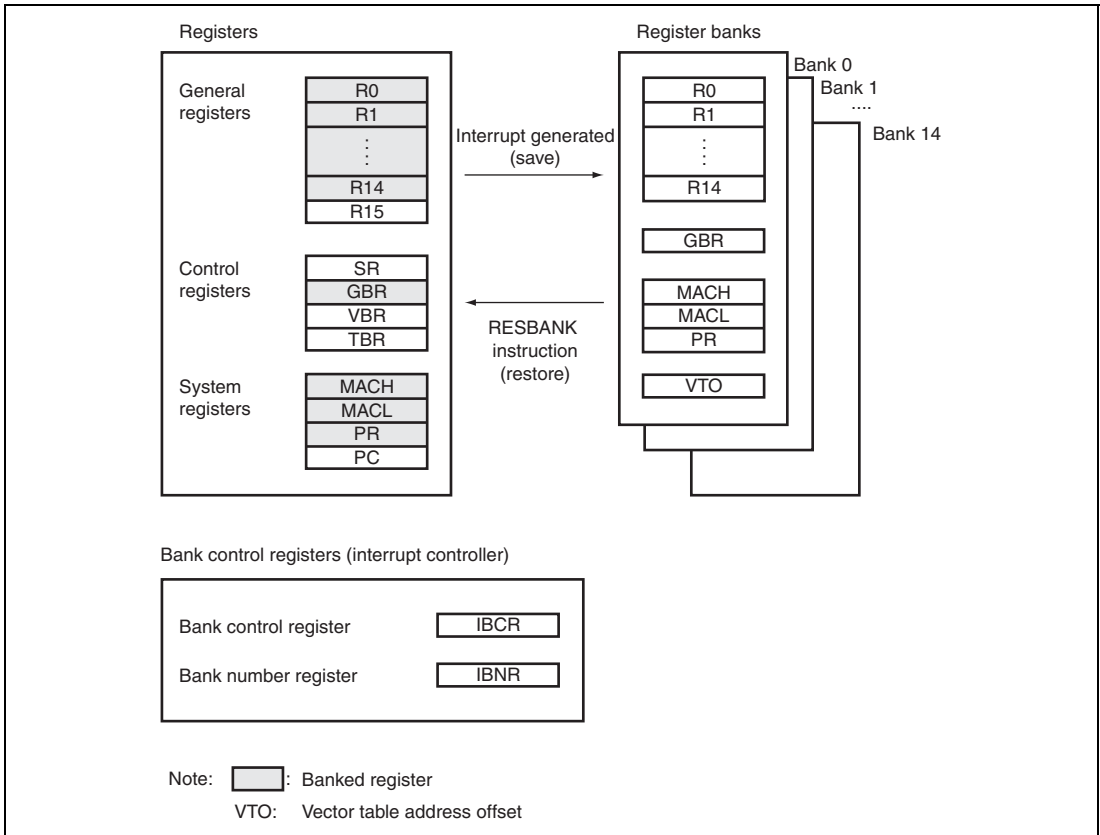 Registers
General
registers
R0
R1
⋮
R14
R15
Control
registers
SR
GBR
VBR
TBR
System
registers
MACH
MACL
PR
PC
Interrupt generated
(save)
RESBANK
instruction
(restore)
Register banks
Bank 0
Bank 1
....
Bank 14
R0
R1
⋮
R14
GBR
MACH
MACL
PR
VTO
Bank control registers (interrupt controller)
Bank control register IBCR
Bank number register IBNR
Note: : Banked register
VTO: Vector table address offset